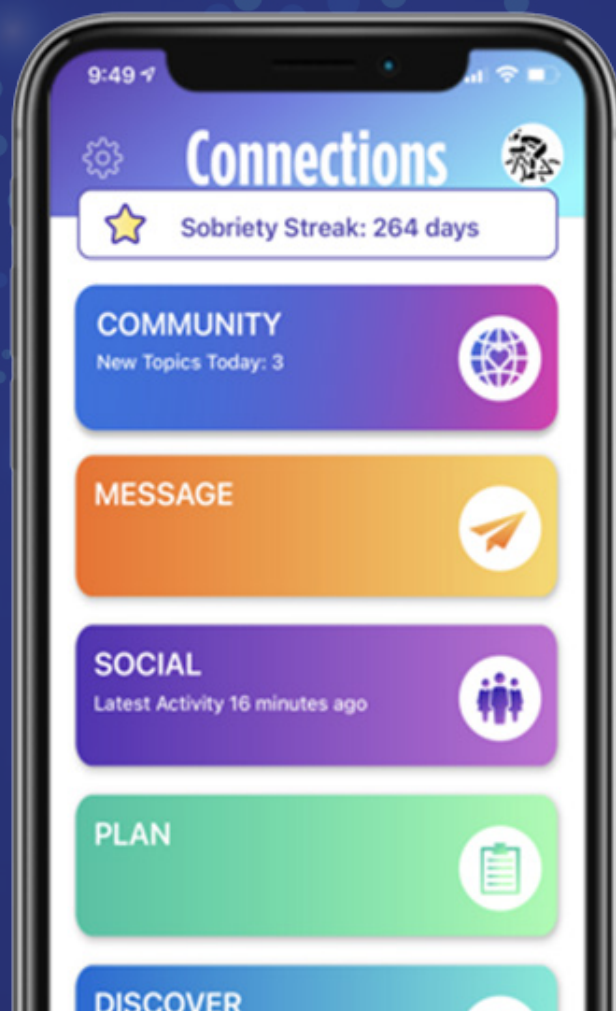 9:49
Connections
Sobriety Streak: 264 days
COMMUNITY
New Topics Today: 3
MESSAGE
SOCIAL
Latest Activity 16 minutes ago
PLAN
DISCOVER